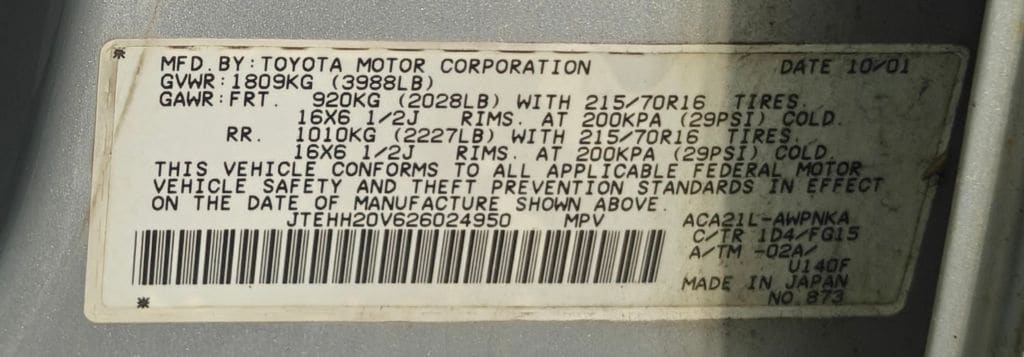 MFD. BY: TOYOTA MOTOR CORPORATION DATE 10/01
GVWR: 1809KG (3988LB)
GAWR: FRT. 920KG (2028LB) WITH 215/70R16 TIRES.
16X6 1/2J RIMS. AT 200KPA (29PSI) COLD.
RR. 1010KG (2227LB) WITH 215/70R16 TIRES.
16X6 1/2J RIMS. AT 200KPA (29PSI) COLD.
THIS VEHICLE CONFORMS TO ALL APPLICABLE FEDERAL MOTOR
VEHICLE SAFETY AND THEFT PREVENTION STANDARDS IN EFFECT
ON THE DATE OF MANUFACTURE SHOWN ABOVE.
JTEHH20V626024950 MPV ACA21L-AWPNKA
C/TR 1D4/FG15
A/TM -02A/
U140F
MADE IN JAPAN
NO.873